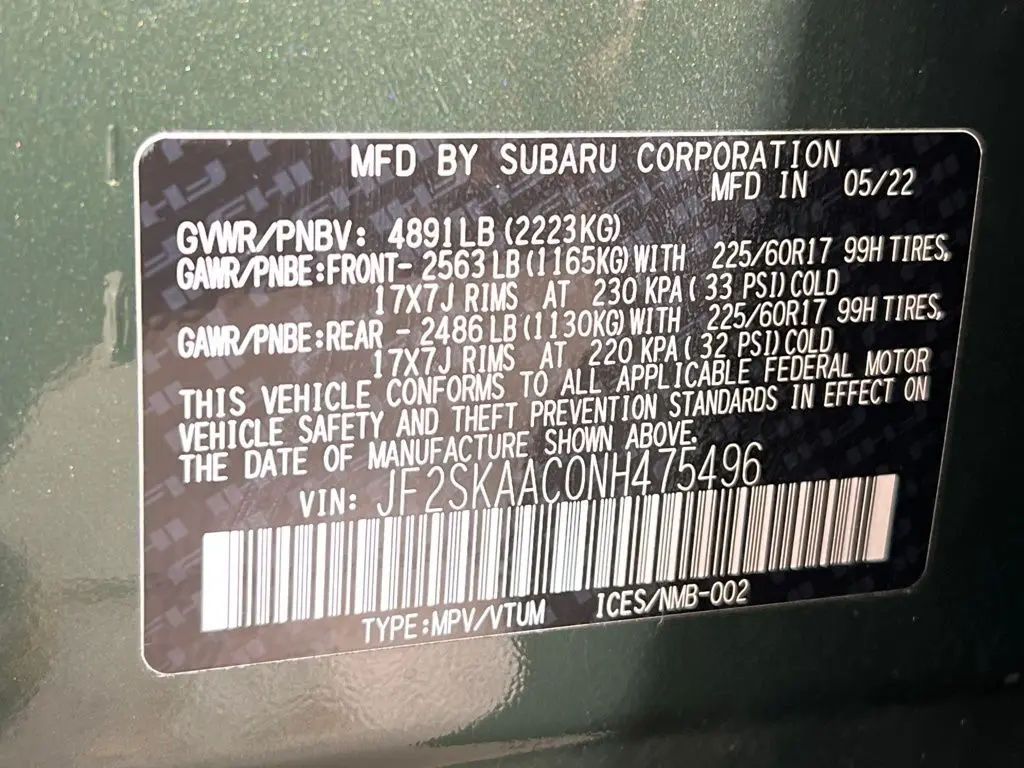 MFD BY SUBARU CORPORATION
MFD IN 05/22
GVWR/PNBV: 4891LB (2223KG)
GAWR/PNBE:FRONT- 2563LB(1165KG)WITH 225/60R17 99H TIRES,
17X7J RIMS AT 230 KPA( 33 PSI)COLD
GAWR/PNBE:REAR - 2486LB(1130KG)WITH 225/60R17 99H TIRES,
17X7J RIMS AT 220 KPA( 32 PSI)COLD
THIS VEHICLE CONFORMS TO ALL APPLICABLE FEDERAL MOTOR
VEHICLE SAFETY AND THEFT PREVENTION STANDARDS IN EFFECT ON
THE DATE OF MANUFACTURE SHOWN ABOVE.
VIN: JF2SKAAC0NH475496
TYPE:MPV/VTUM ICES/NMB-002